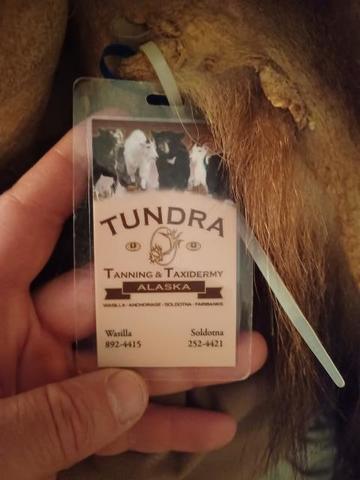 TUNDRA
TANNING & TAXIDERMY
ALASKA
WASILLA · ANCHORAGE · SOLDOTNA · FAIRBANKS
Wasilla Soldotna
892-4415 252-4421